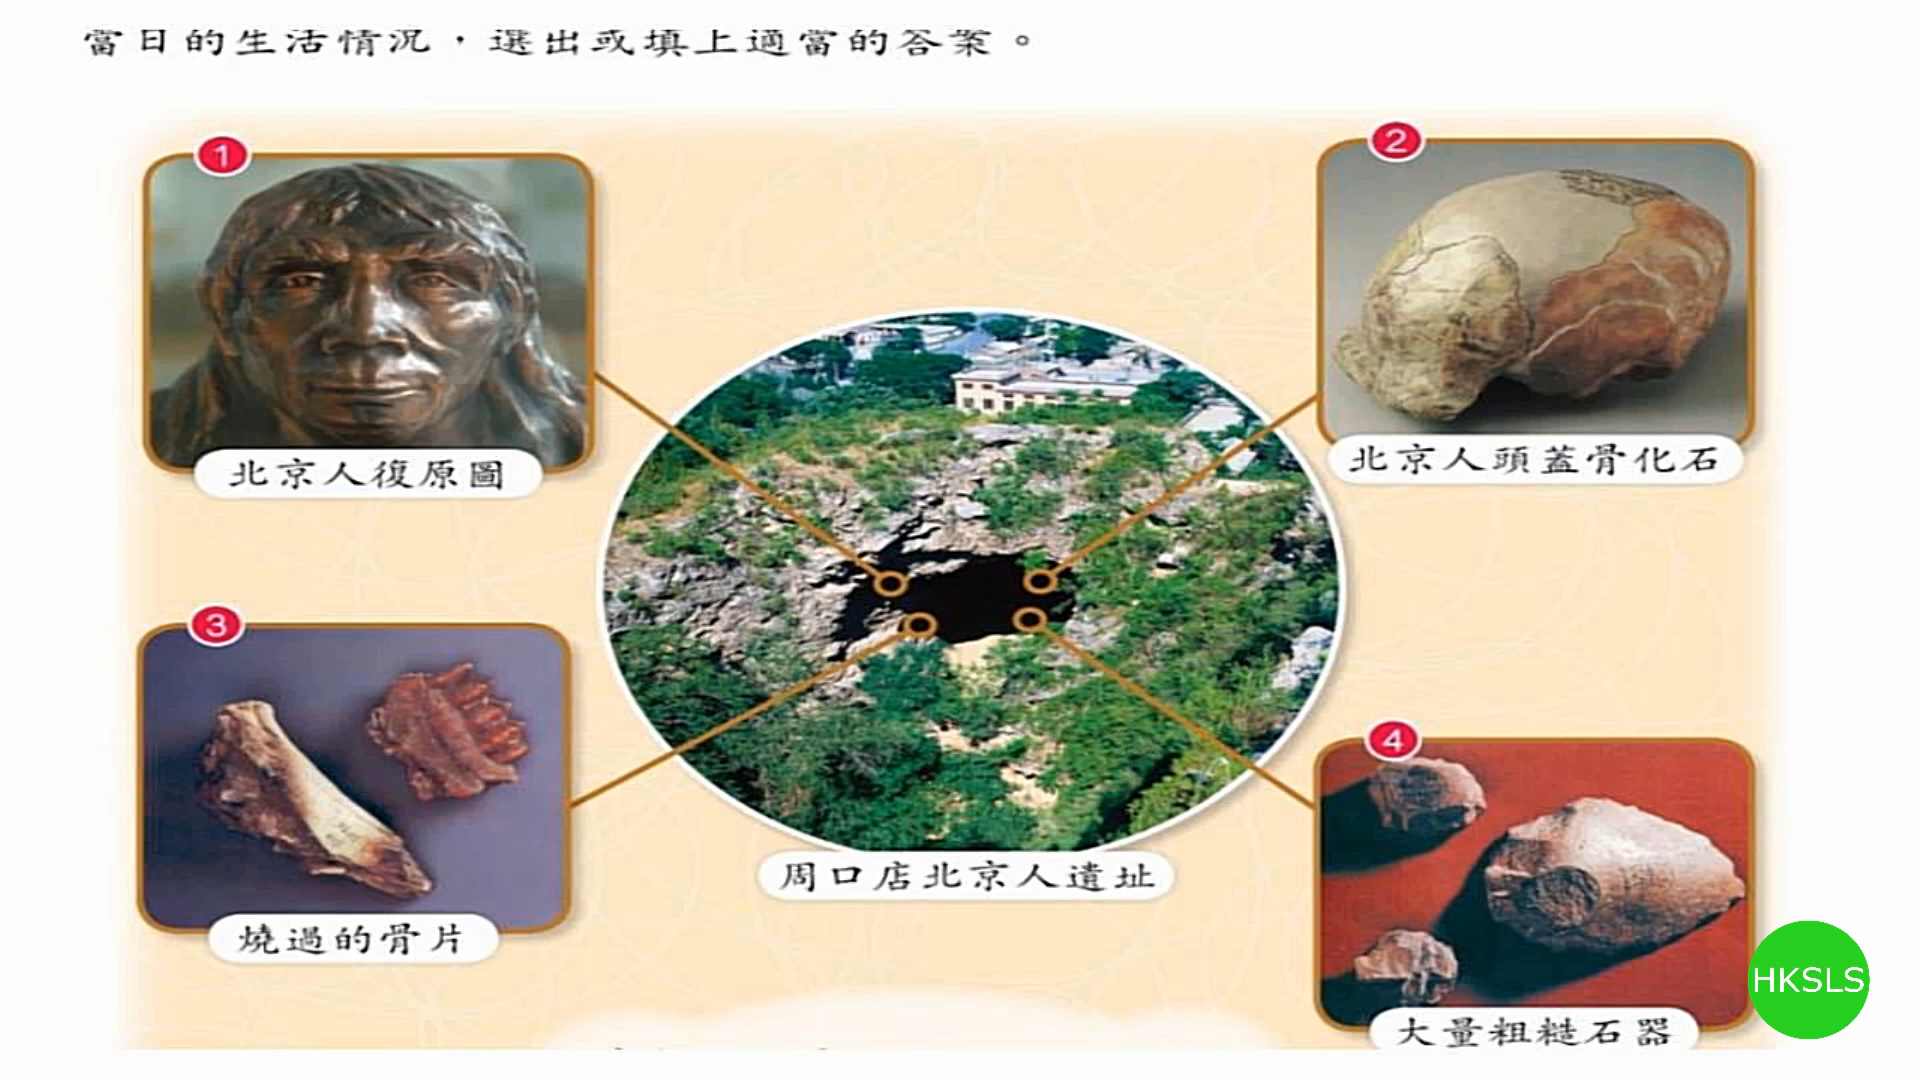 當日的生活情況，選出或填上適當的答案。
1
北京人復原圖
2
北京人頭蓋骨化石
3
燒過的骨片
4
大量粗糙石器
周口店北京人遺址
HKSLS